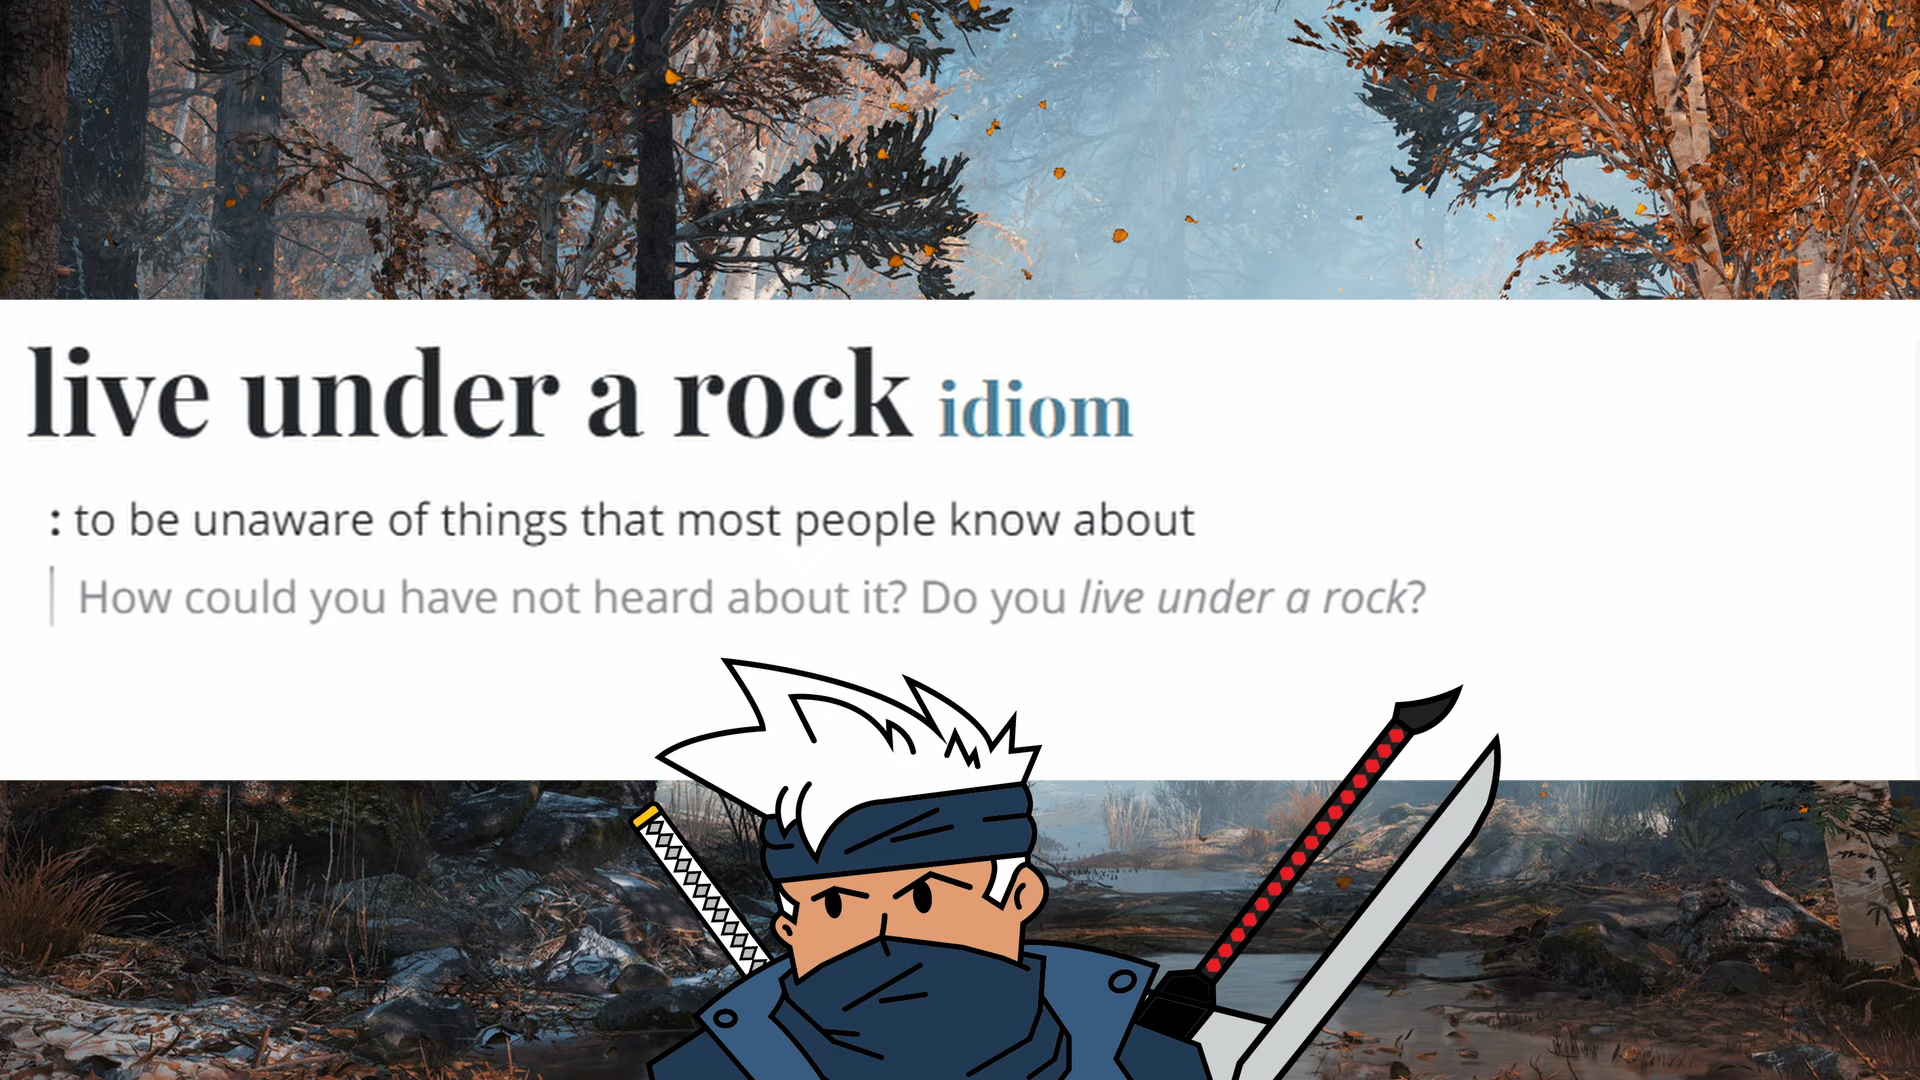 live under a rock idiom
: to be unaware of things that most people know about
How could you have not heard about it? Do you live under a rock?